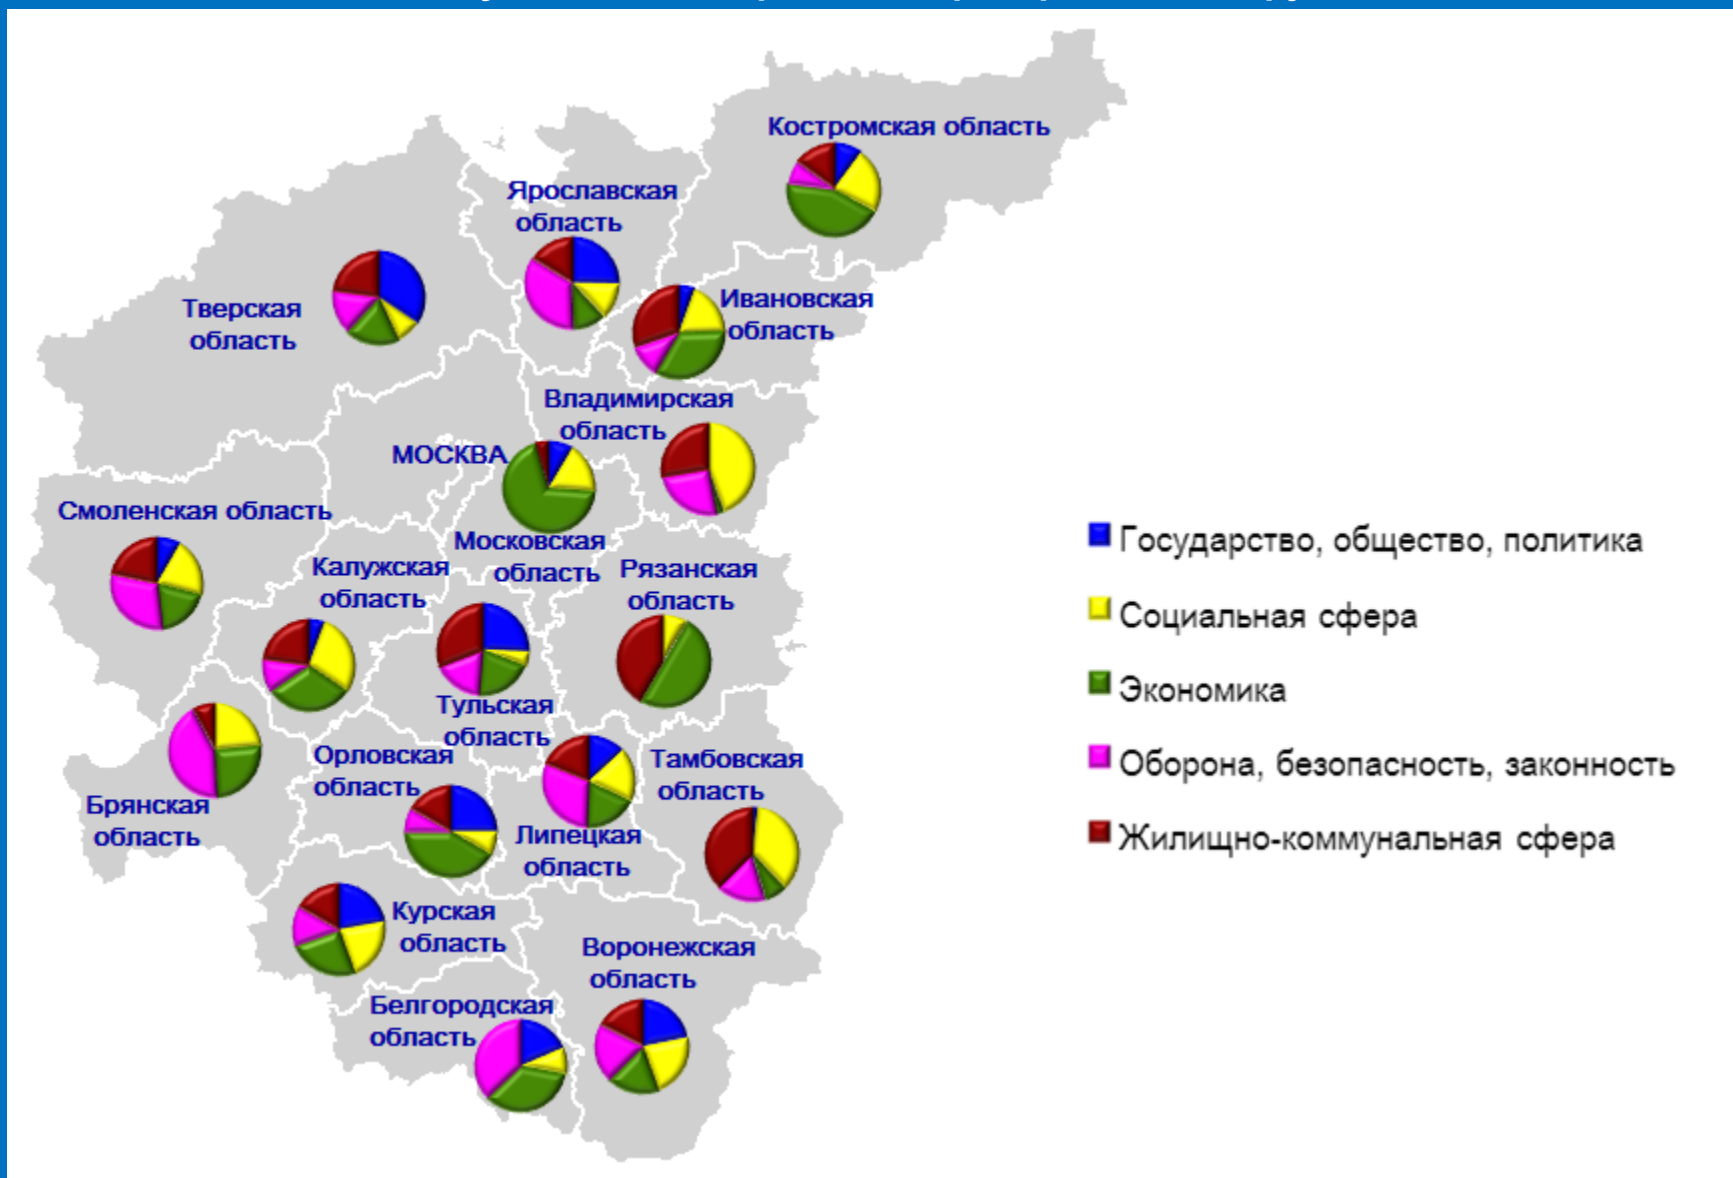 Костромская область
Ярославская
область
Тверская
область
Ивановская
область
Владимирская
область
МОСКВА
Смоленская область
Московская
область
Калужская
область
Рязанская
область
Тульская
область
Орловская
область
Тамбовская
область
Брянская
область
Липецкая
область
Курская
область
Воронежская
область
Белгородская
область
Государство, общество, политика
Социальная сфера
Экономика
Оборона, безопасность, законность
Жилищно-коммунальная сфера